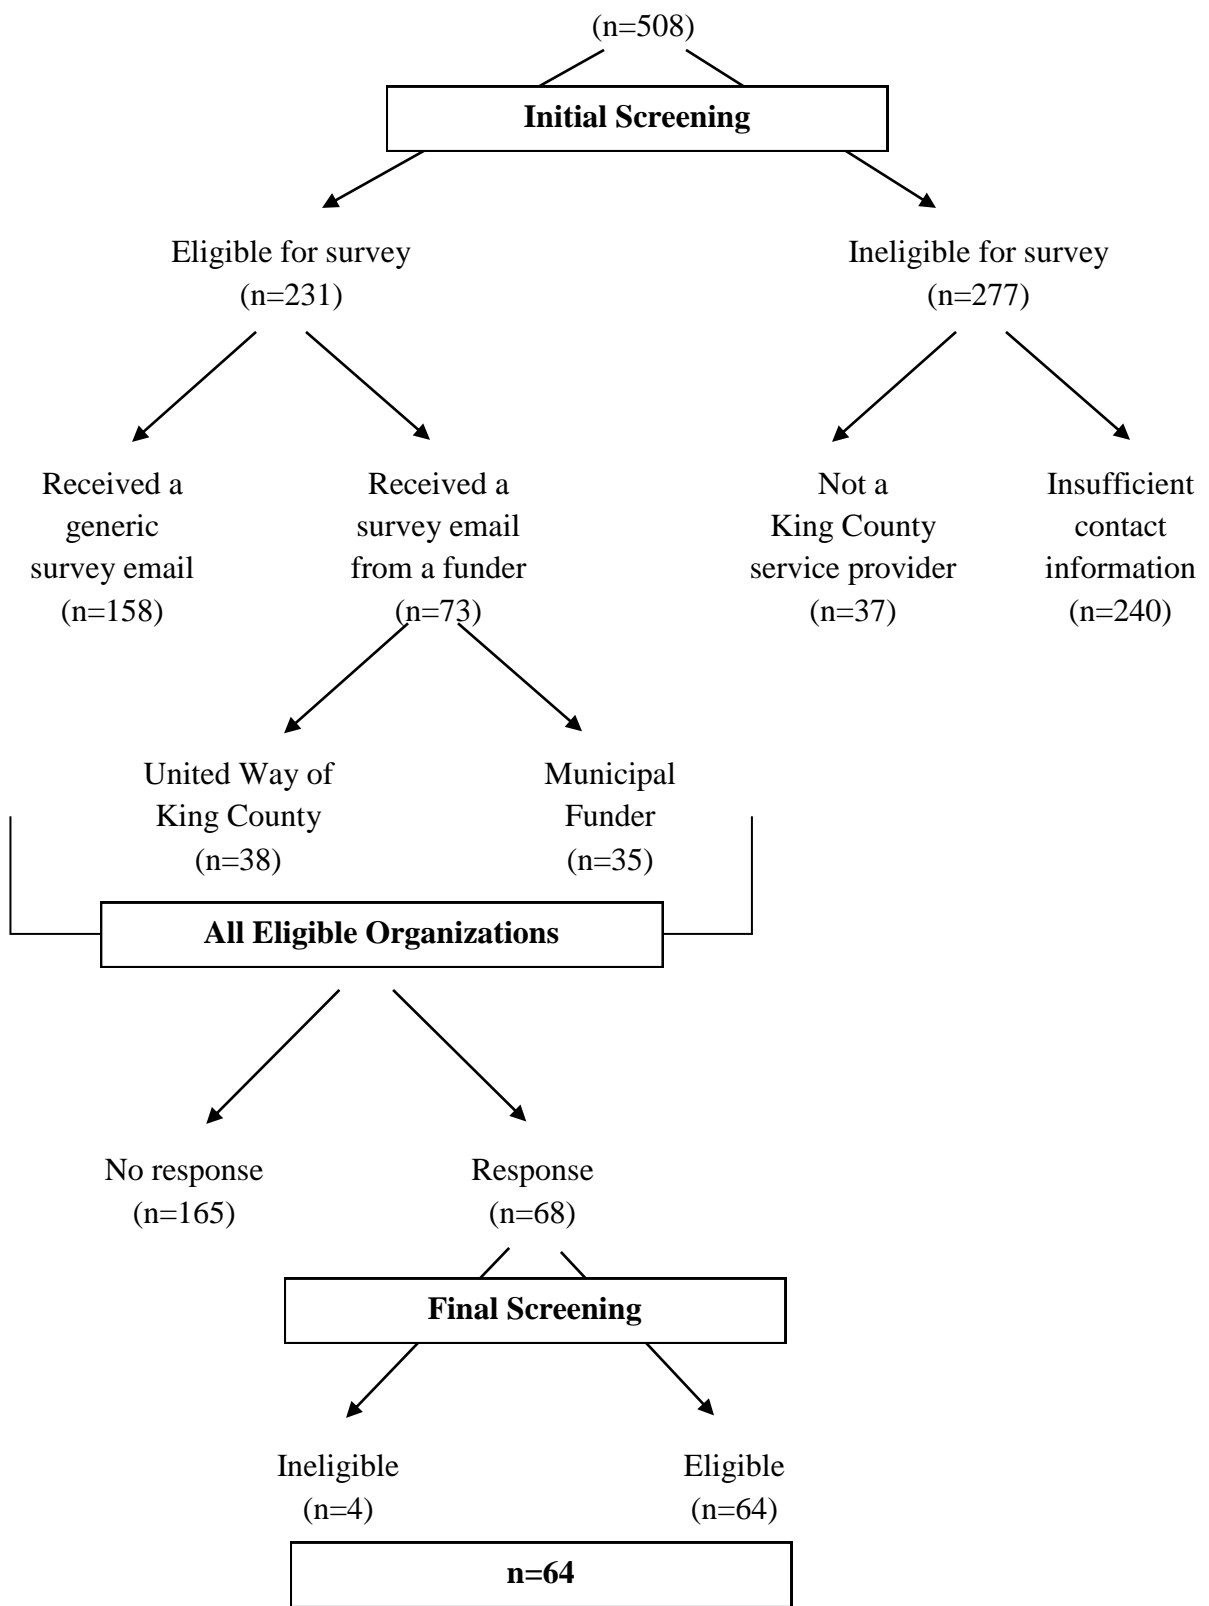 (n=508)
Initial Screening
Eligible for survey
(n=231)
Ineligible for survey
(n=277)
Received a
generic
survey email
(n=158)
Received a
survey email
from a funder
(n=73)
Not a
King County
service provider
(n=37)
Insufficient
contact
information
(n=240)
United Way of
King County
(n=38)
Municipal
Funder
(n=35)
All Eligible Organizations
No response
(n=165)
Response
(n=68)
Final Screening
Ineligible
(n=4)
Eligible
(n=64)
n=64